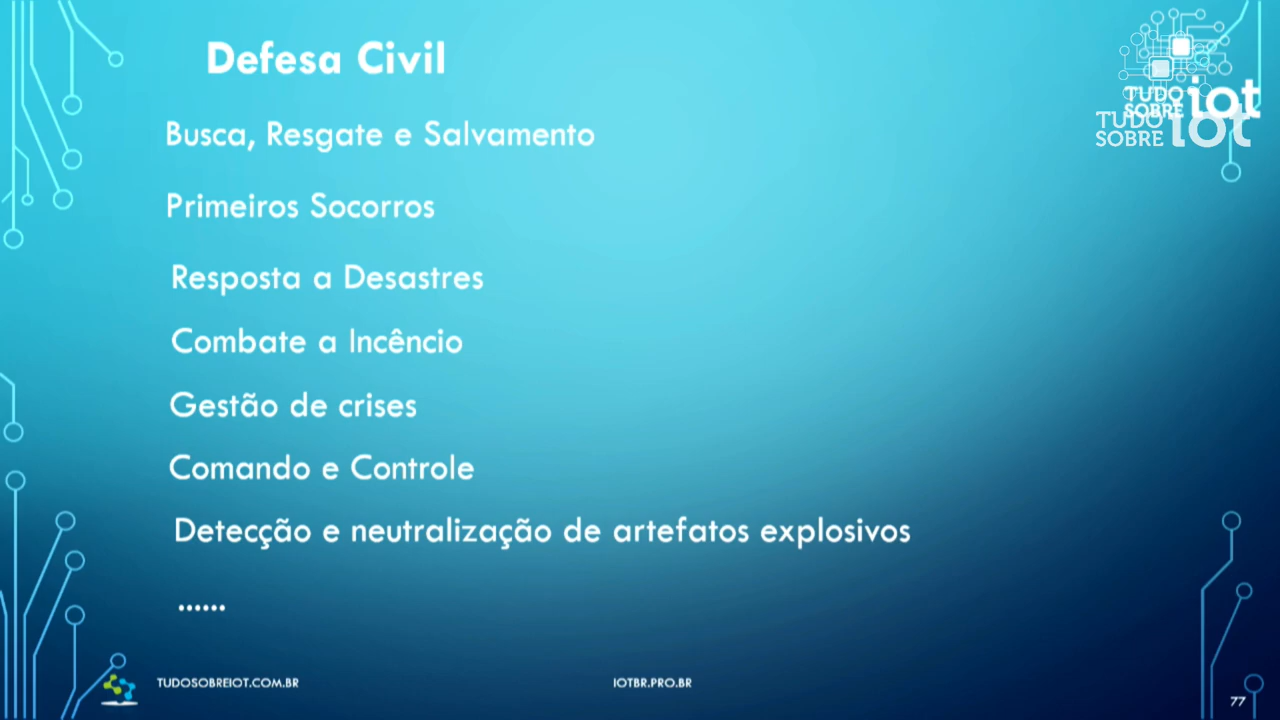 Defesa Civil
TUDO
SOBRE iot
TUDO
SOBRE iot
Busca, Resgate e Salvamento
Primeiros Socorros
Resposta a Desastres
Combate a Incêncio
Gestão de crises
Comando e Controle
Detecção e neutralização de artefatos explosivos
......
TUDOSOBREIOT.COM.BR
IOTBR.PRO.BR
77